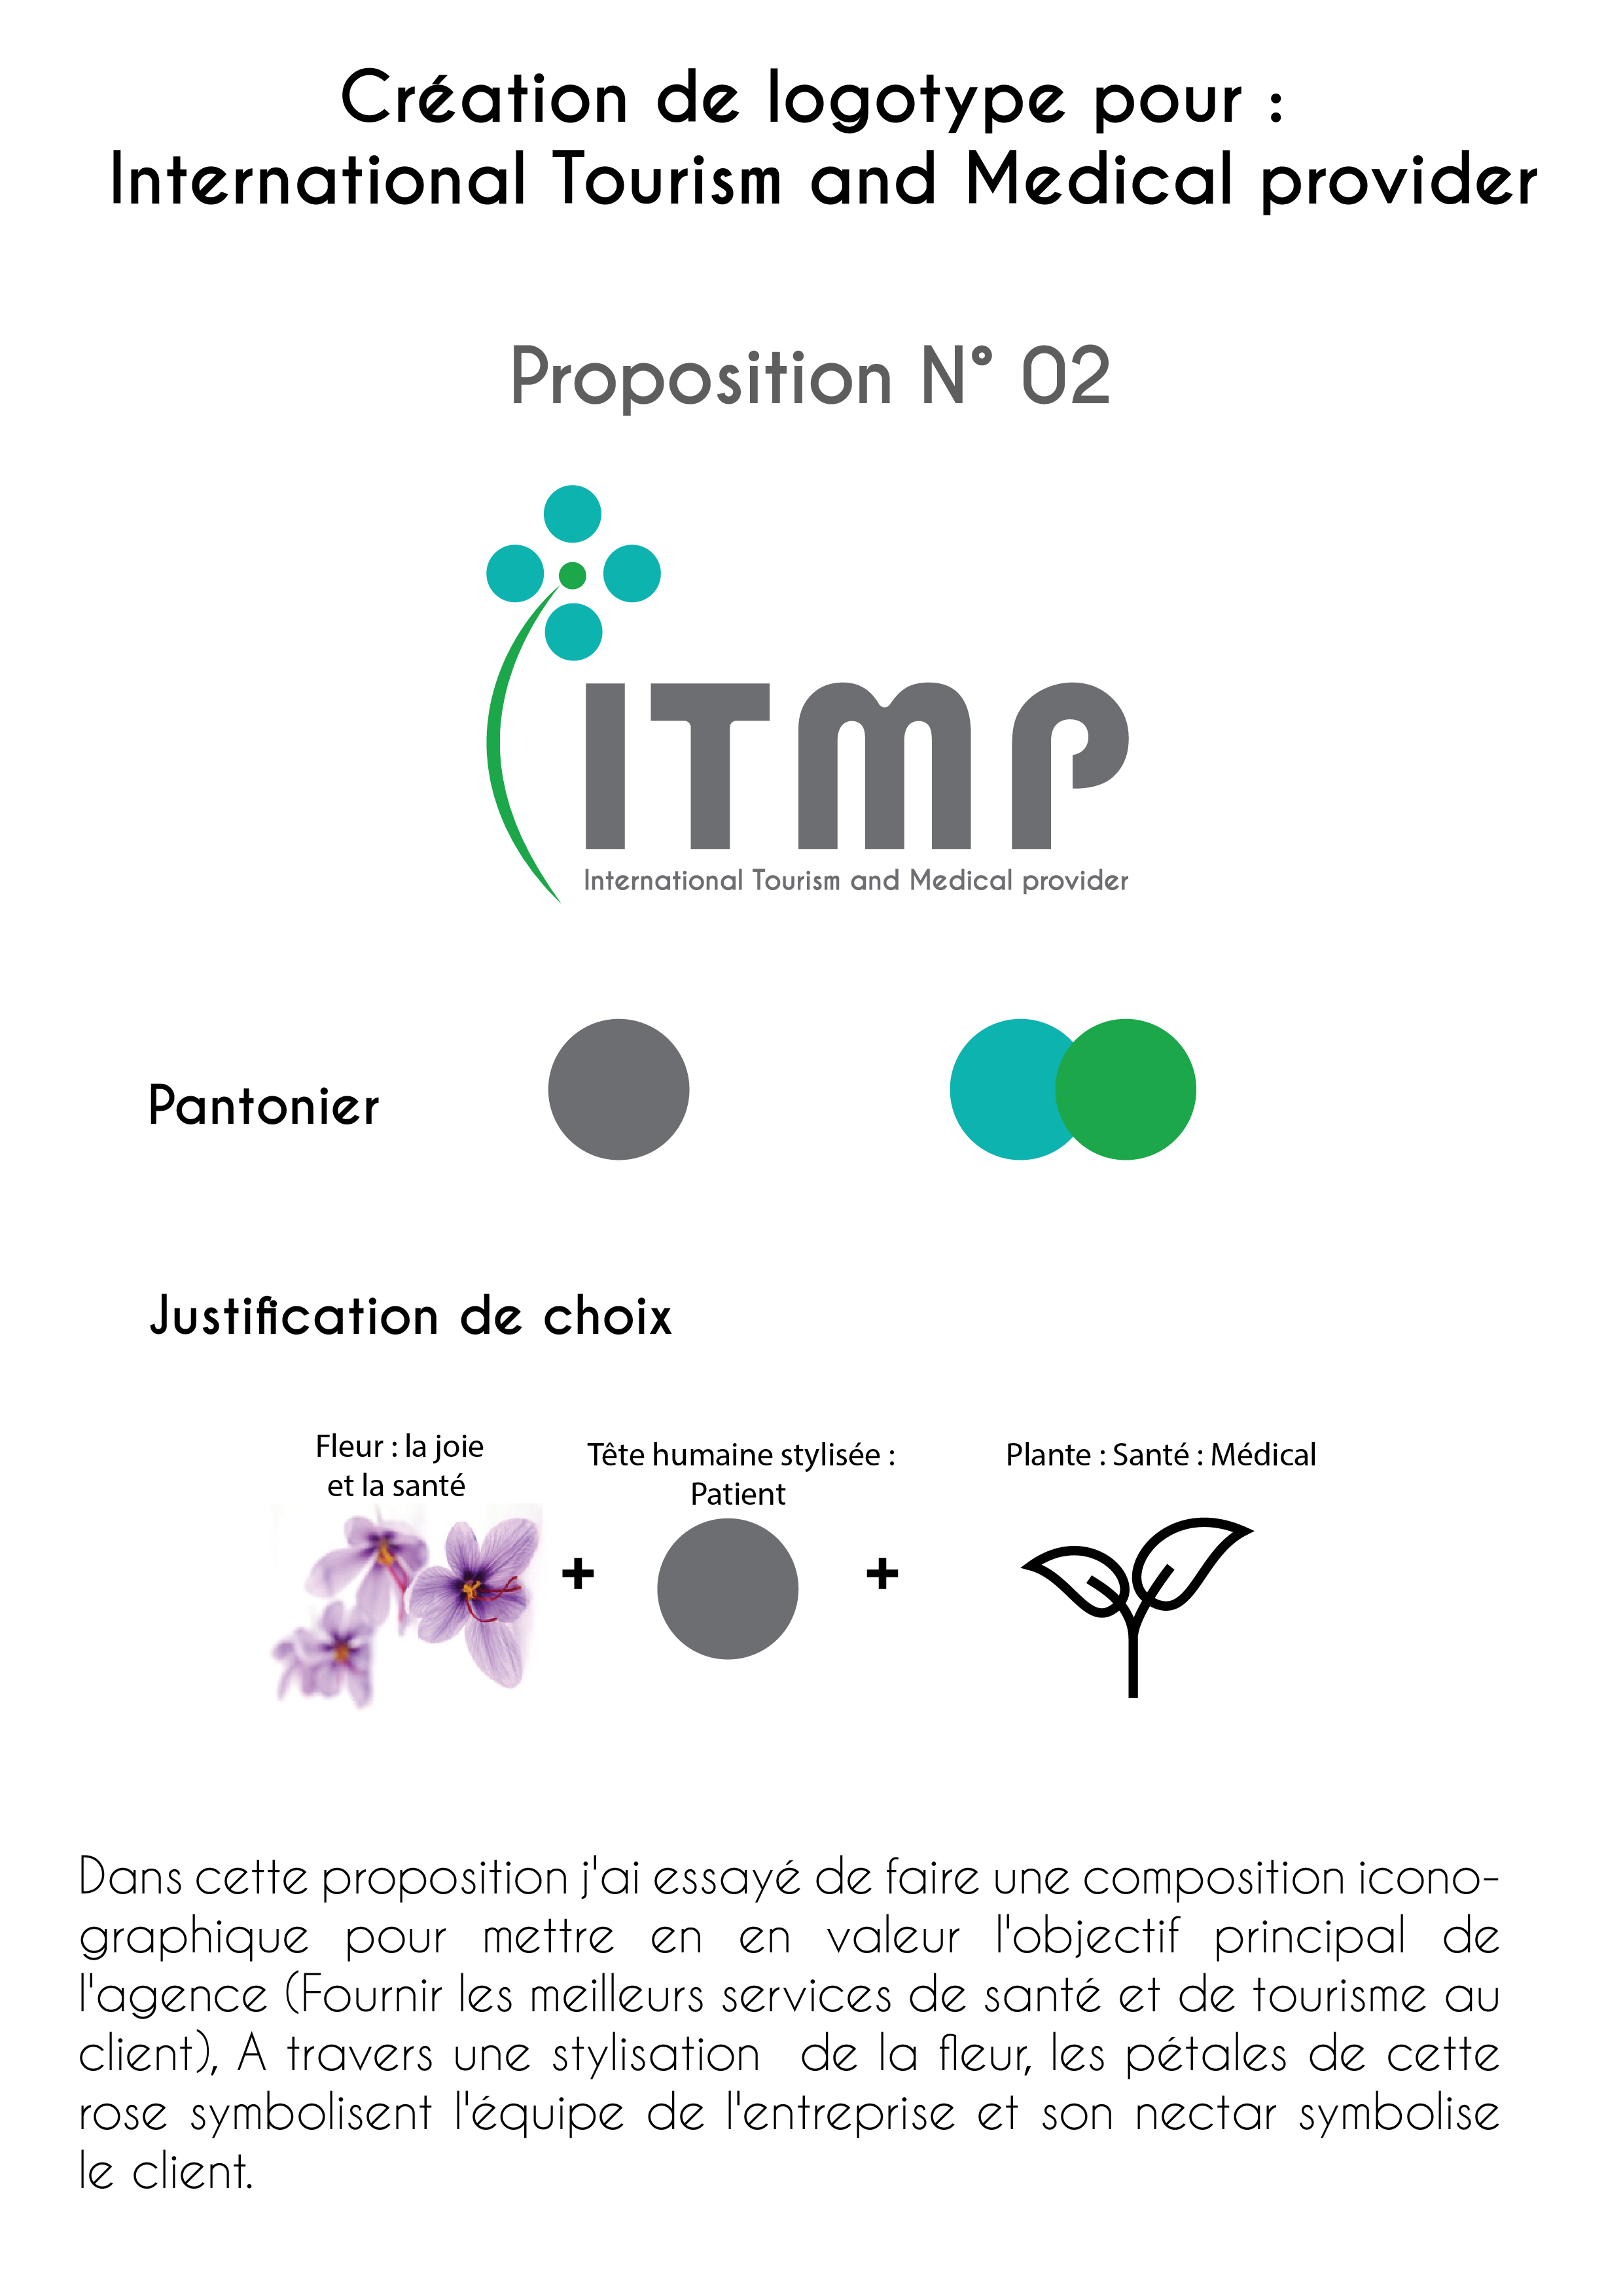 Création de logotype pour :
International Tourism and Medical provider
Proposition N° 02
ITMP
International Tourism and Medical provider
Pantonier
Justification de choix
Fleur : la joie
et la santé
Tête humaine stylisée :
Patient
Plante : Santé : Médical
+
+
Dans cette proposition j'ai essayé de faire une composition icono-
graphique pour mettre en en valeur l'objectif principal de
l'agence (Fournir les meilleurs services de santé et de tourisme au
client), A travers une stylisation  de la fleur, les pétales de cette
rose symbolisent l'équipe de l'entreprise et son nectar symbolise
le client.